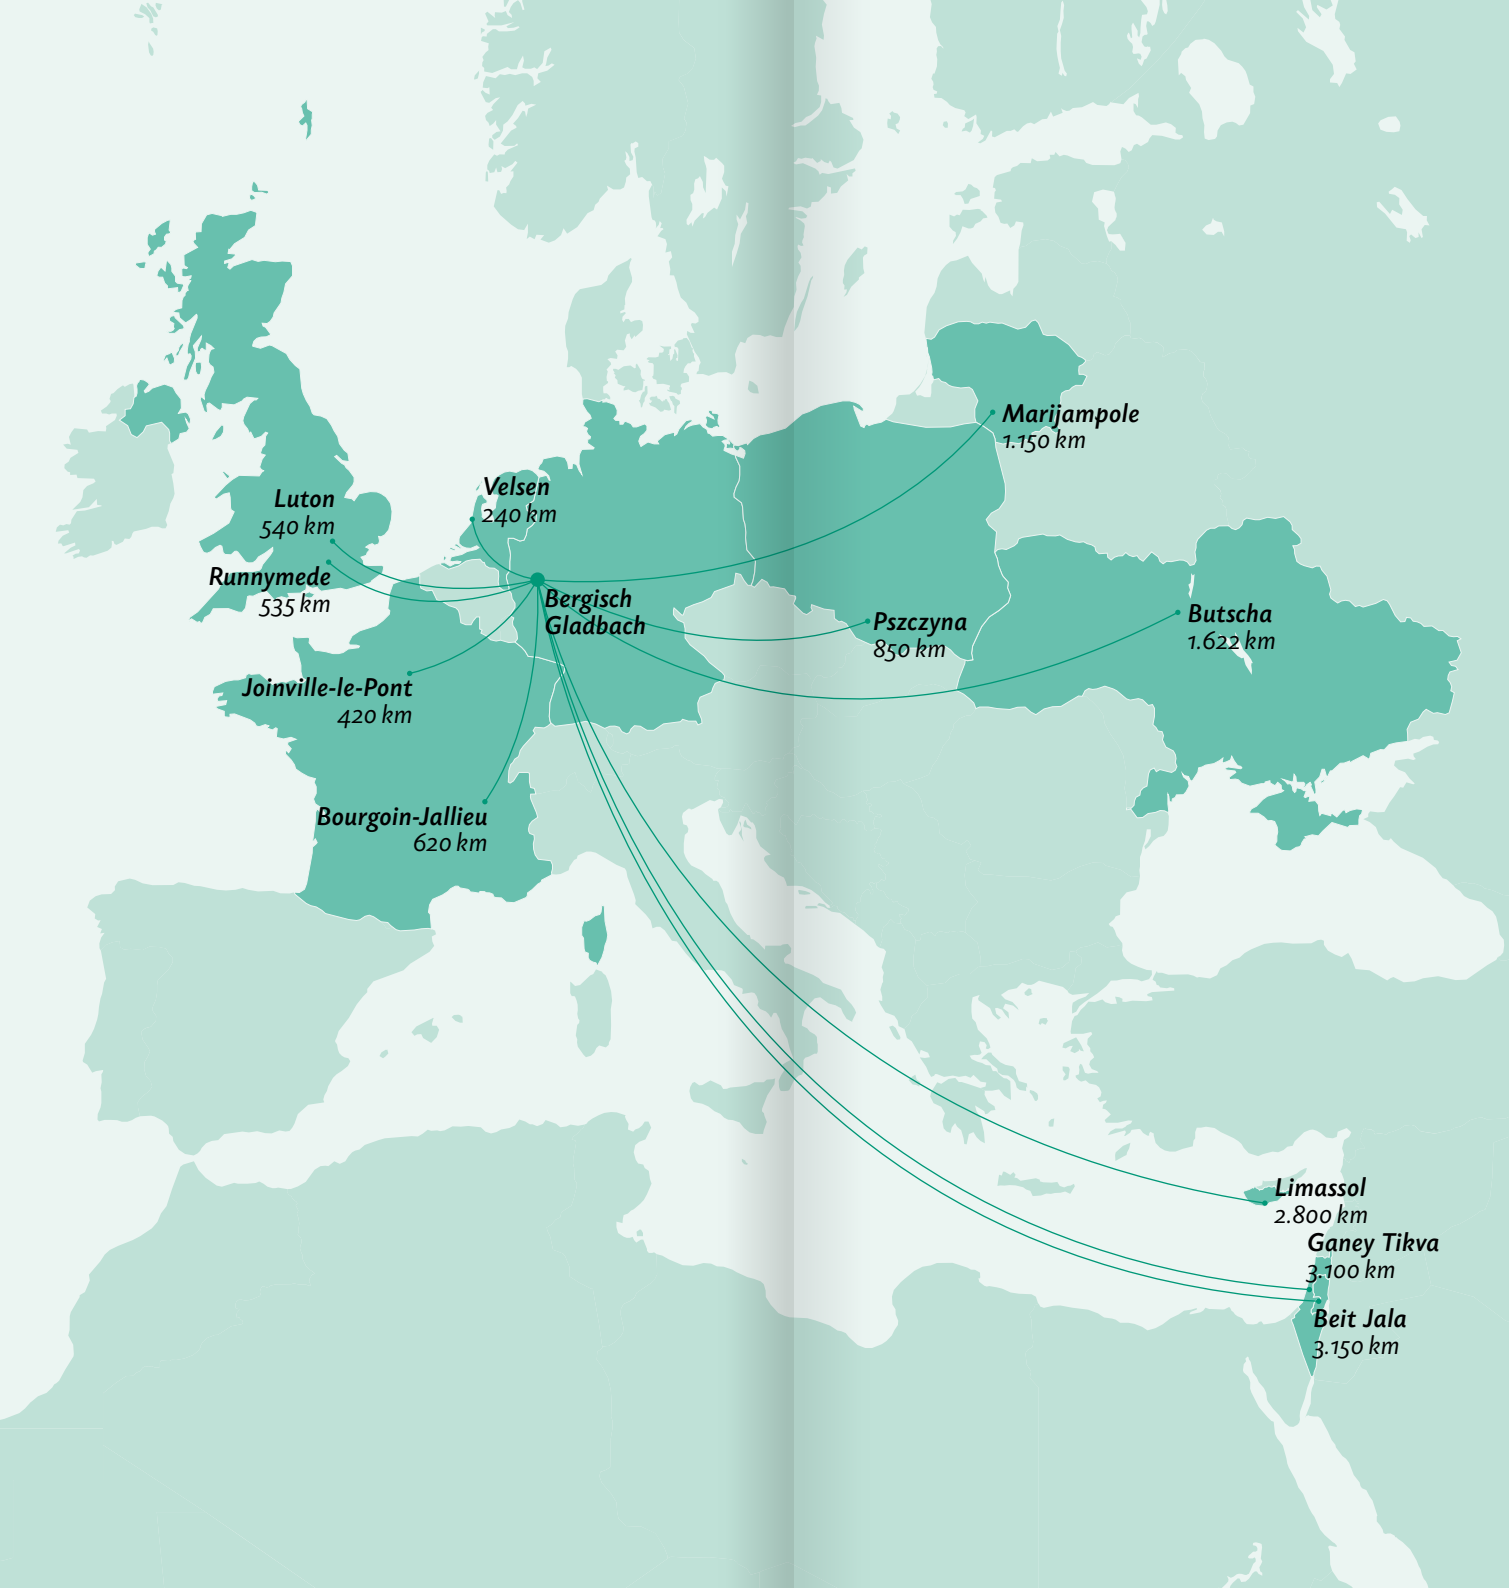 Marijampole
1.150 km
Velsen
240 km
Luton
540 km
Runnymede
535 km
Bergisch
Gladbach
Pszczyna
850 km
Butscha
1.622 km
Joinville-le-Pont
420 km
Bourgoin-Jallieu
620 km
Limassol
2.800 km
Ganey Tikva
3.100 km
Beit Jala
3.150 km